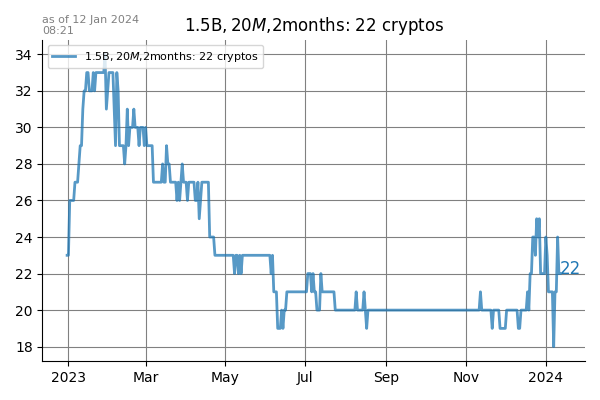 as of 12 Jan 2024
08:21
1.5B, 20M,2months: 22 cryptos
1.5B, 20M,2months: 22 cryptos
34
32
30
28
26
24
22
20
18
22
2023
Mar
May
Jul
Sep
Nov
2024